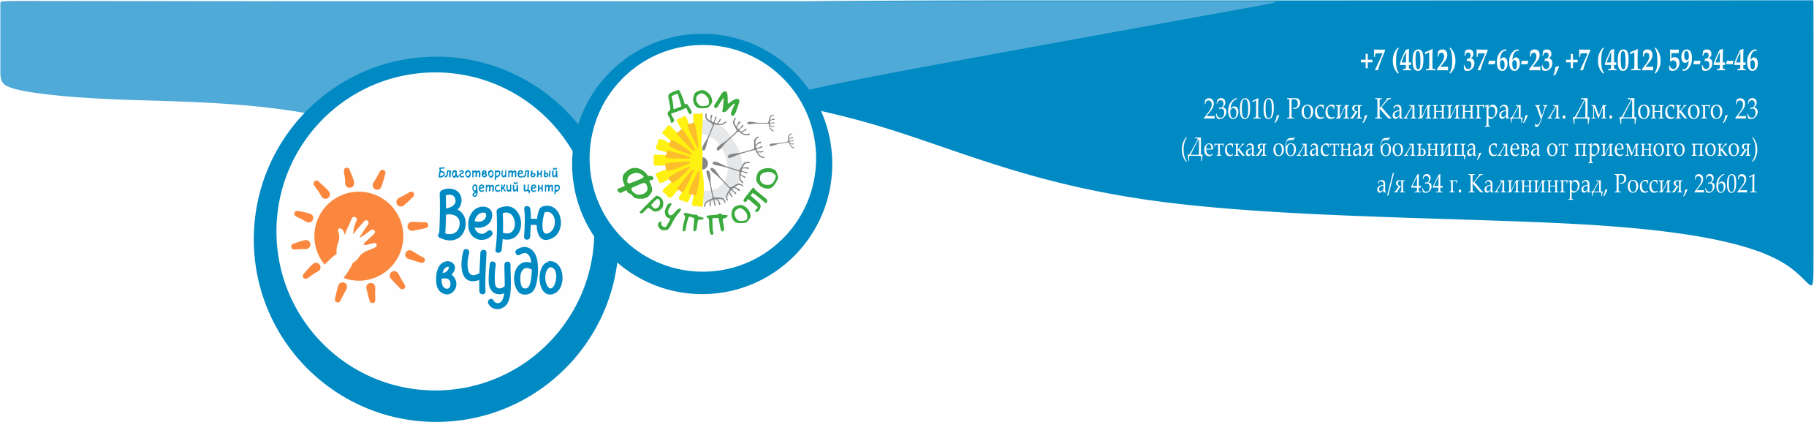 Благотворительный
детский центр
Верю
в Чудо
Дом
Фрупполо
+7 (4012) 37-66-23, +7 (4012) 59-34-46
236010, Россия, Калининград, ул. Дм. Донского, 23
(Детская областная больница, слева от приемного покоя)
а/я 434 г. Калининград, Россия, 236021